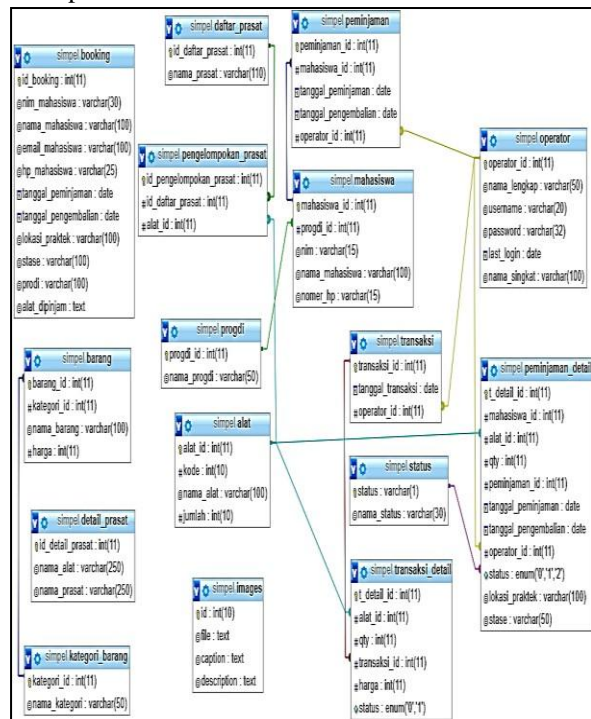 simpel booking
id_booking : int(11)
nim_mahasiswa : varchar(30)
nama_mahasiswa : varchar(100)
email_mahasiswa : varchar(100)
hp_mahasiswa : varchar(25)
tanggal_peminjaman : date
tanggal_pengembalian : date
lokasi_praktek : varchar(100)
stase : varchar(100)
prodi : varchar(100)
alat_dipinjam : text
simpel daftar_prasat
id_daftar_prasat : int(11)
nama_prasat : varchar(110)
simpel pengelompokan_prasat
id_pengelompokan_prasat : int(11)
id_daftar_prasat : int(11)
alat_id : int(11)
simpel peminjaman
peminjaman_id : int(11)
mahasiswa_id : int(11)
tanggal_peminjaman : date
tanggal_pengembalian : date
operator_id : int(11)
simpel mahasiswa
mahasiswa_id : int(11)
progdi_id : int(11)
nim : varchar(15)
nama_mahasiswa : varchar(100)
nomer_hp : varchar(15)
simpel operator
operator_id : int(11)
nama_lengkap : varchar(50)
username : varchar(20)
password : varchar(32)
last_login : date
nama_singkat : varchar(100)
simpel progdi
progdi_id : int(11)
nama_progdi : varchar(50)
simpel transaksi
transaksi_id : int(11)
tanggal_transaksi : date
operator_id : int(11)
simpel barang
barang_id : int(11)
kategori_id : int(11)
nama_barang : varchar(100)
harga : int(11)
simpel alat
alat_id : int(11)
kode : int(10)
nama_alat : varchar(100)
jumlah : int(10)
simpel peminjaman_detail
t_detail_id : int(11)
mahasiswa_id : int(11)
alat_id : int(11)
qty : int(11)
peminjaman_id : int(11)
tanggal_peminjaman : date
tanggal_pengembalian : date
operator_id : int(11)
status : enum('0','1','2')
lokasi_praktek : varchar(100)
stase : varchar(50)
simpel status
status : varchar(1)
nama_status : varchar(30)
simpel detail_prasat
id_detail_prasat : int(11)
nama_alat : varchar(250)
nama_prasat : varchar(250)
simpel images
id : int(10)
file : text
caption : text
description : text
simpel transaksi_detail
t_detail_id : int(11)
alat_id : int(11)
qty : int(11)
transaksi_id : int(11)
harga : int(11)
status : enum('0','1')
simpel kategori_barang
kategori_id : int(11)
nama_kategori : varchar(50)